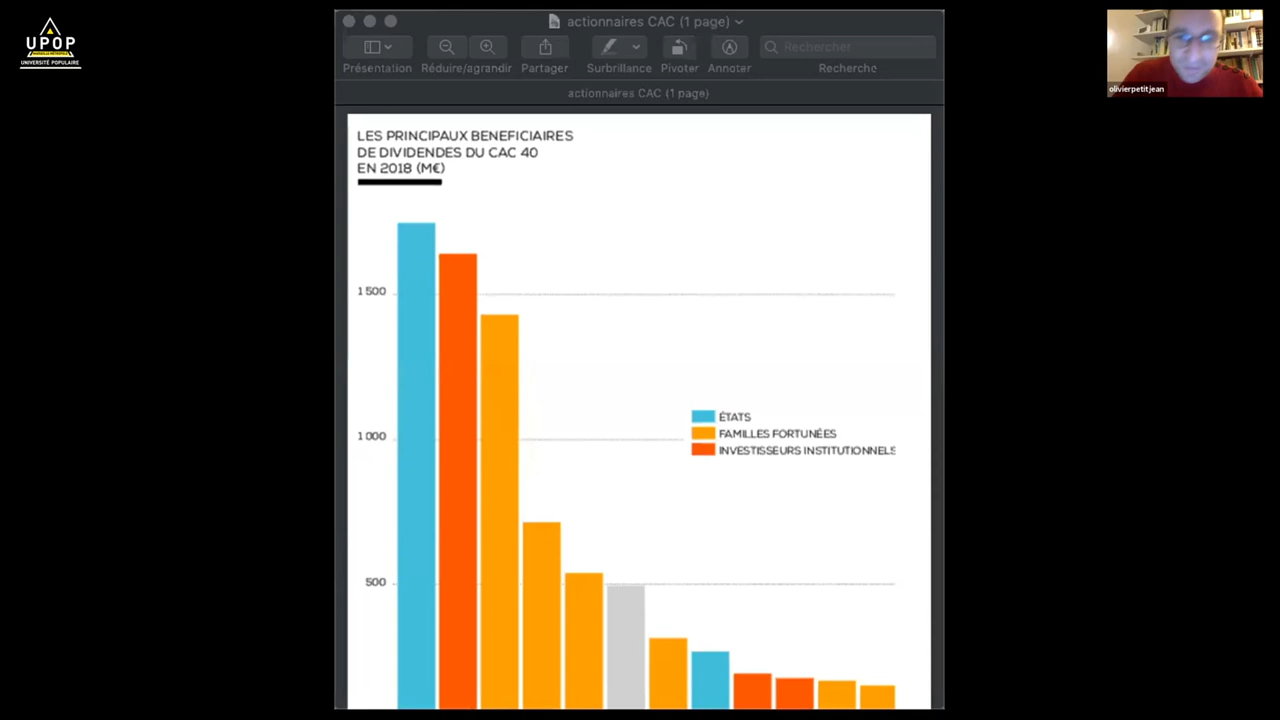 UPOP
MARSEILLE MÉTROPOLE
UNIVERSITÉ POPULAIRE
actionnaires CAC (1 page)
Présentation
Réduire/agrandir
Partager
Surbrillance
Pivoter
Annoter
Rechercher
Recherche
actionnaires CAC (1 page)
olivierpetitjean
LES PRINCIPAUX BENEFICIAIRES
DE DIVIDENDES DU CAC 40
EN 2018 (M€)
1 500
1 000
500
ÉTATS
FAMILLES FORTUNÉES
INVESTISSEURS INSTITUTIONNELS